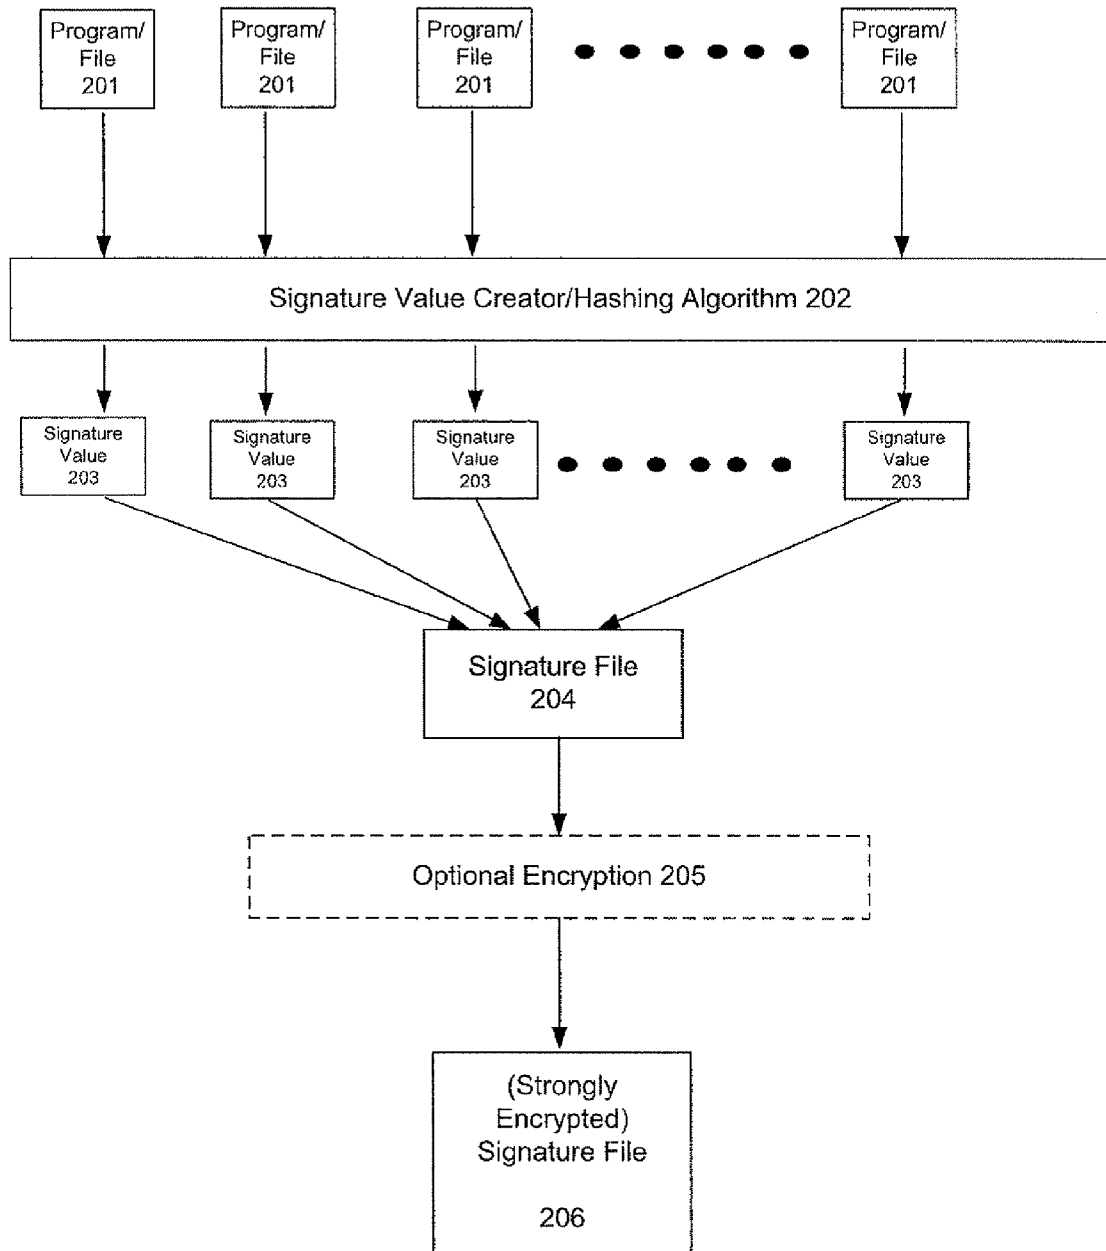 Program/
File
201
Program/
File
201
Program/
File
201
Program/
File
201
Signature Value Creator/Hashing Algorithm 202
Signature
Value
203
Signature
Value
203
Signature
Value
203
Signature
Value
203
Signature File
204
Optional Encryption 205
(Strongly
Encrypted)
Signature File
206